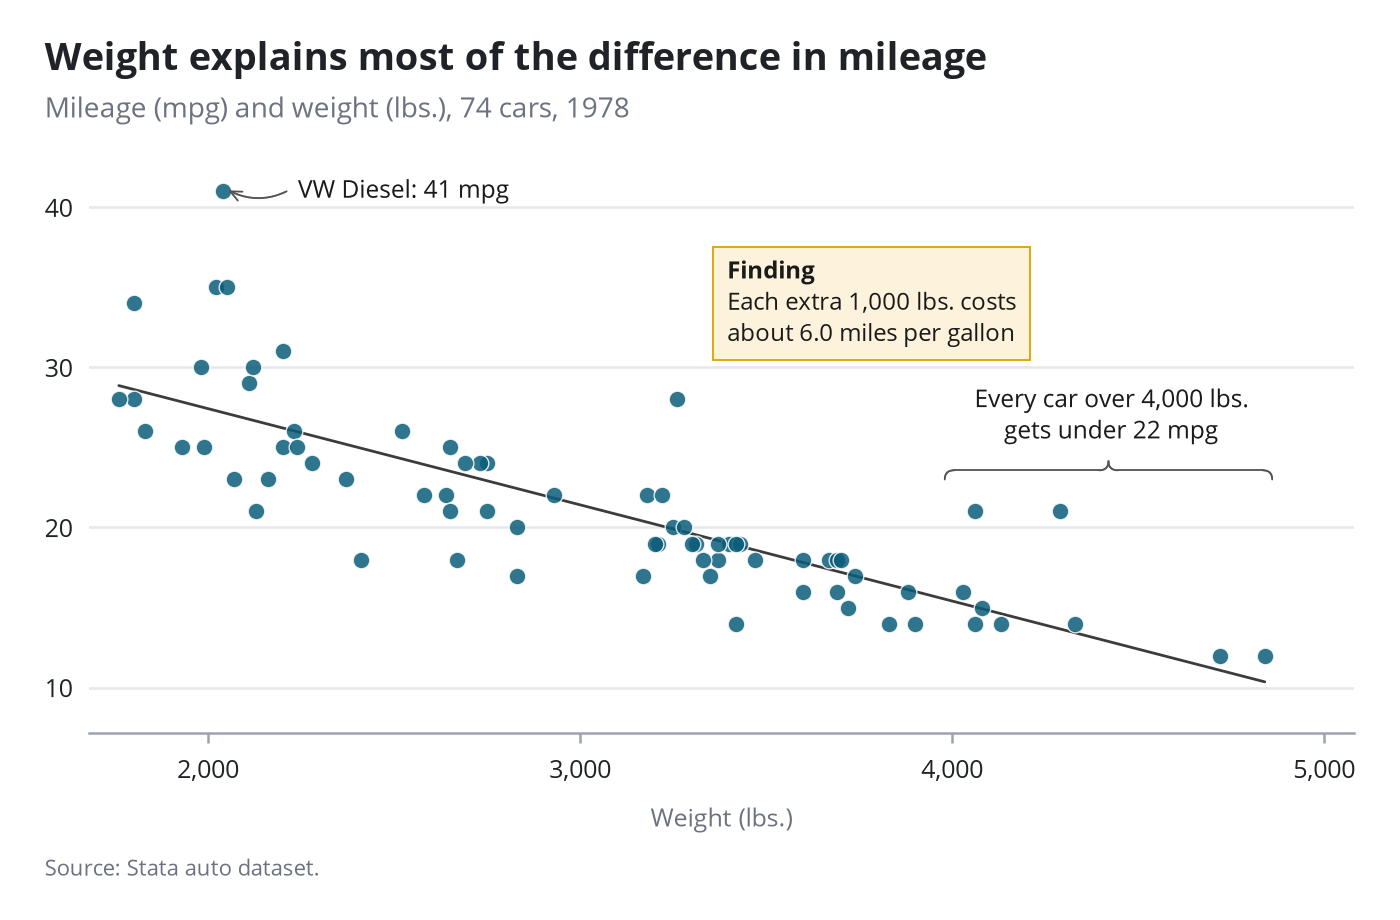 Weight explains most of the difference in mileage
Mileage (mpg) and weight (lbs.), 74 cars, 1978
VW Diesel: 41 mpg
40
Finding
Each extra 1,000 lbs. costs
about 6.0 miles per gallon
30
Every car over 4,000 lbs.
gets under 22 mpg
20
10
2,000
3,000
4,000
5,000
Weight (lbs.)
Source: Stata auto dataset.